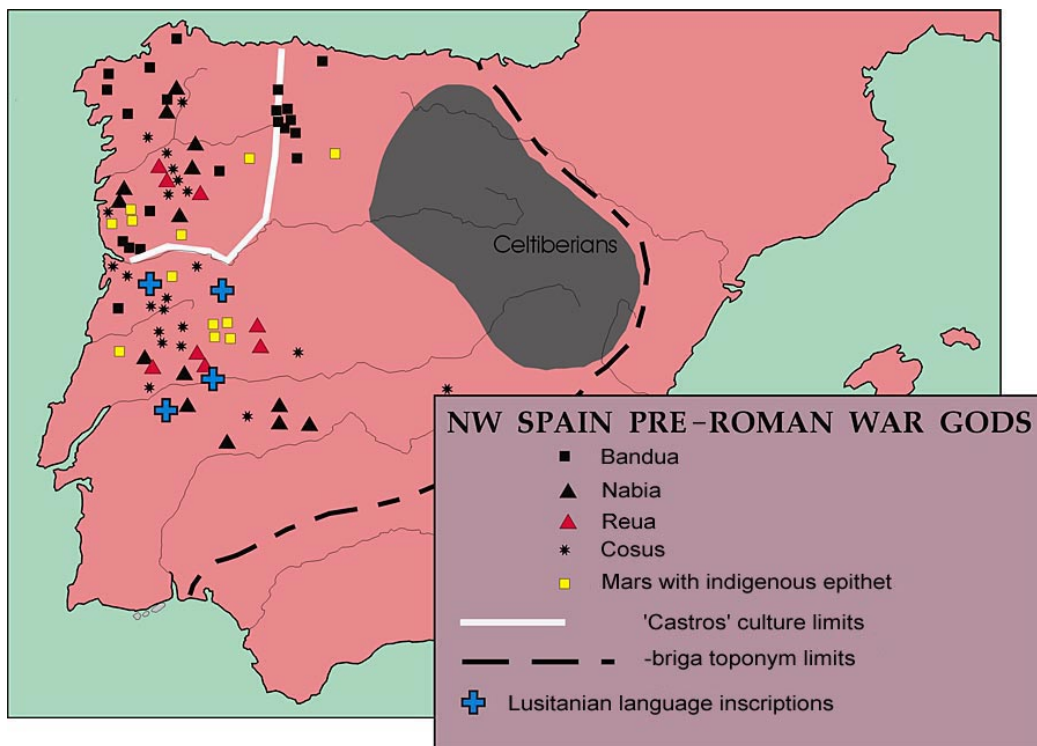 Celtiberians
NW SPAIN PRE-ROMAN WAR GODS
Bandua
Nabia
Reua
Cosus
Mars with indigenous epithet
'Castros' culture limits
-briga toponym limits
Lusitanian language inscriptions